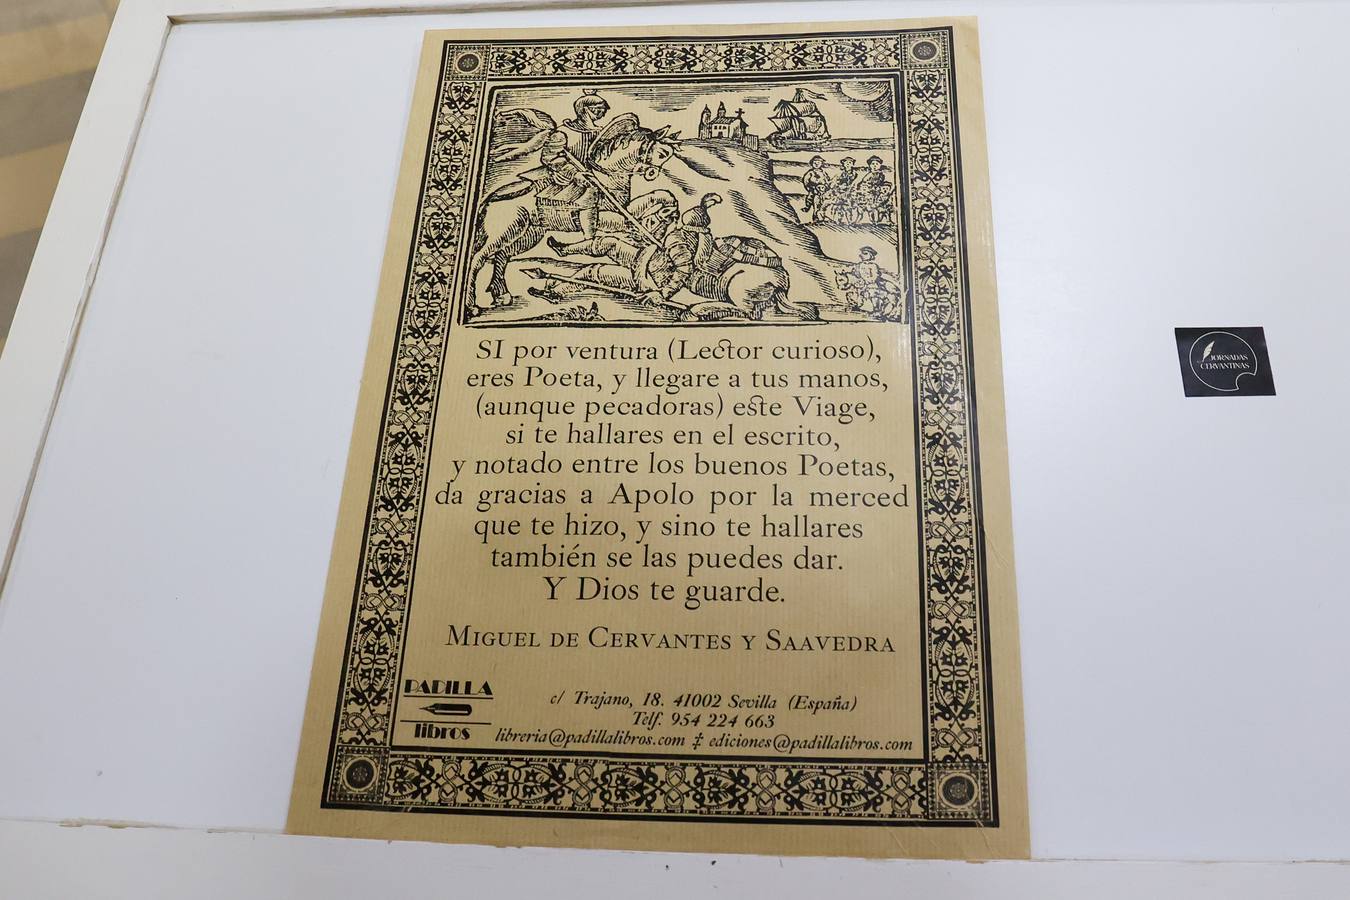 SI por ventura (Lector curioso),
eres Poeta, y llegare a tus manos,
(aunque pecadoras) este Viage,
si te hallares en el escrito,
y notado entre los buenos Poetas,
da gracias a Apolo por la merced
que te hizo, y sino te hallares
también se las puedes dar.
Y Dios te guarde.
MIGUEL DE CERVANTES Y SAAVEDRA
PADILLA
libros
c/ Trajano, 18. 41002 Sevilla (España)
Telf. 954 224 663
libreria@padillalibros.com ‡ ediciones@padillalibros.com
JORNADAS
CERVANTINAS